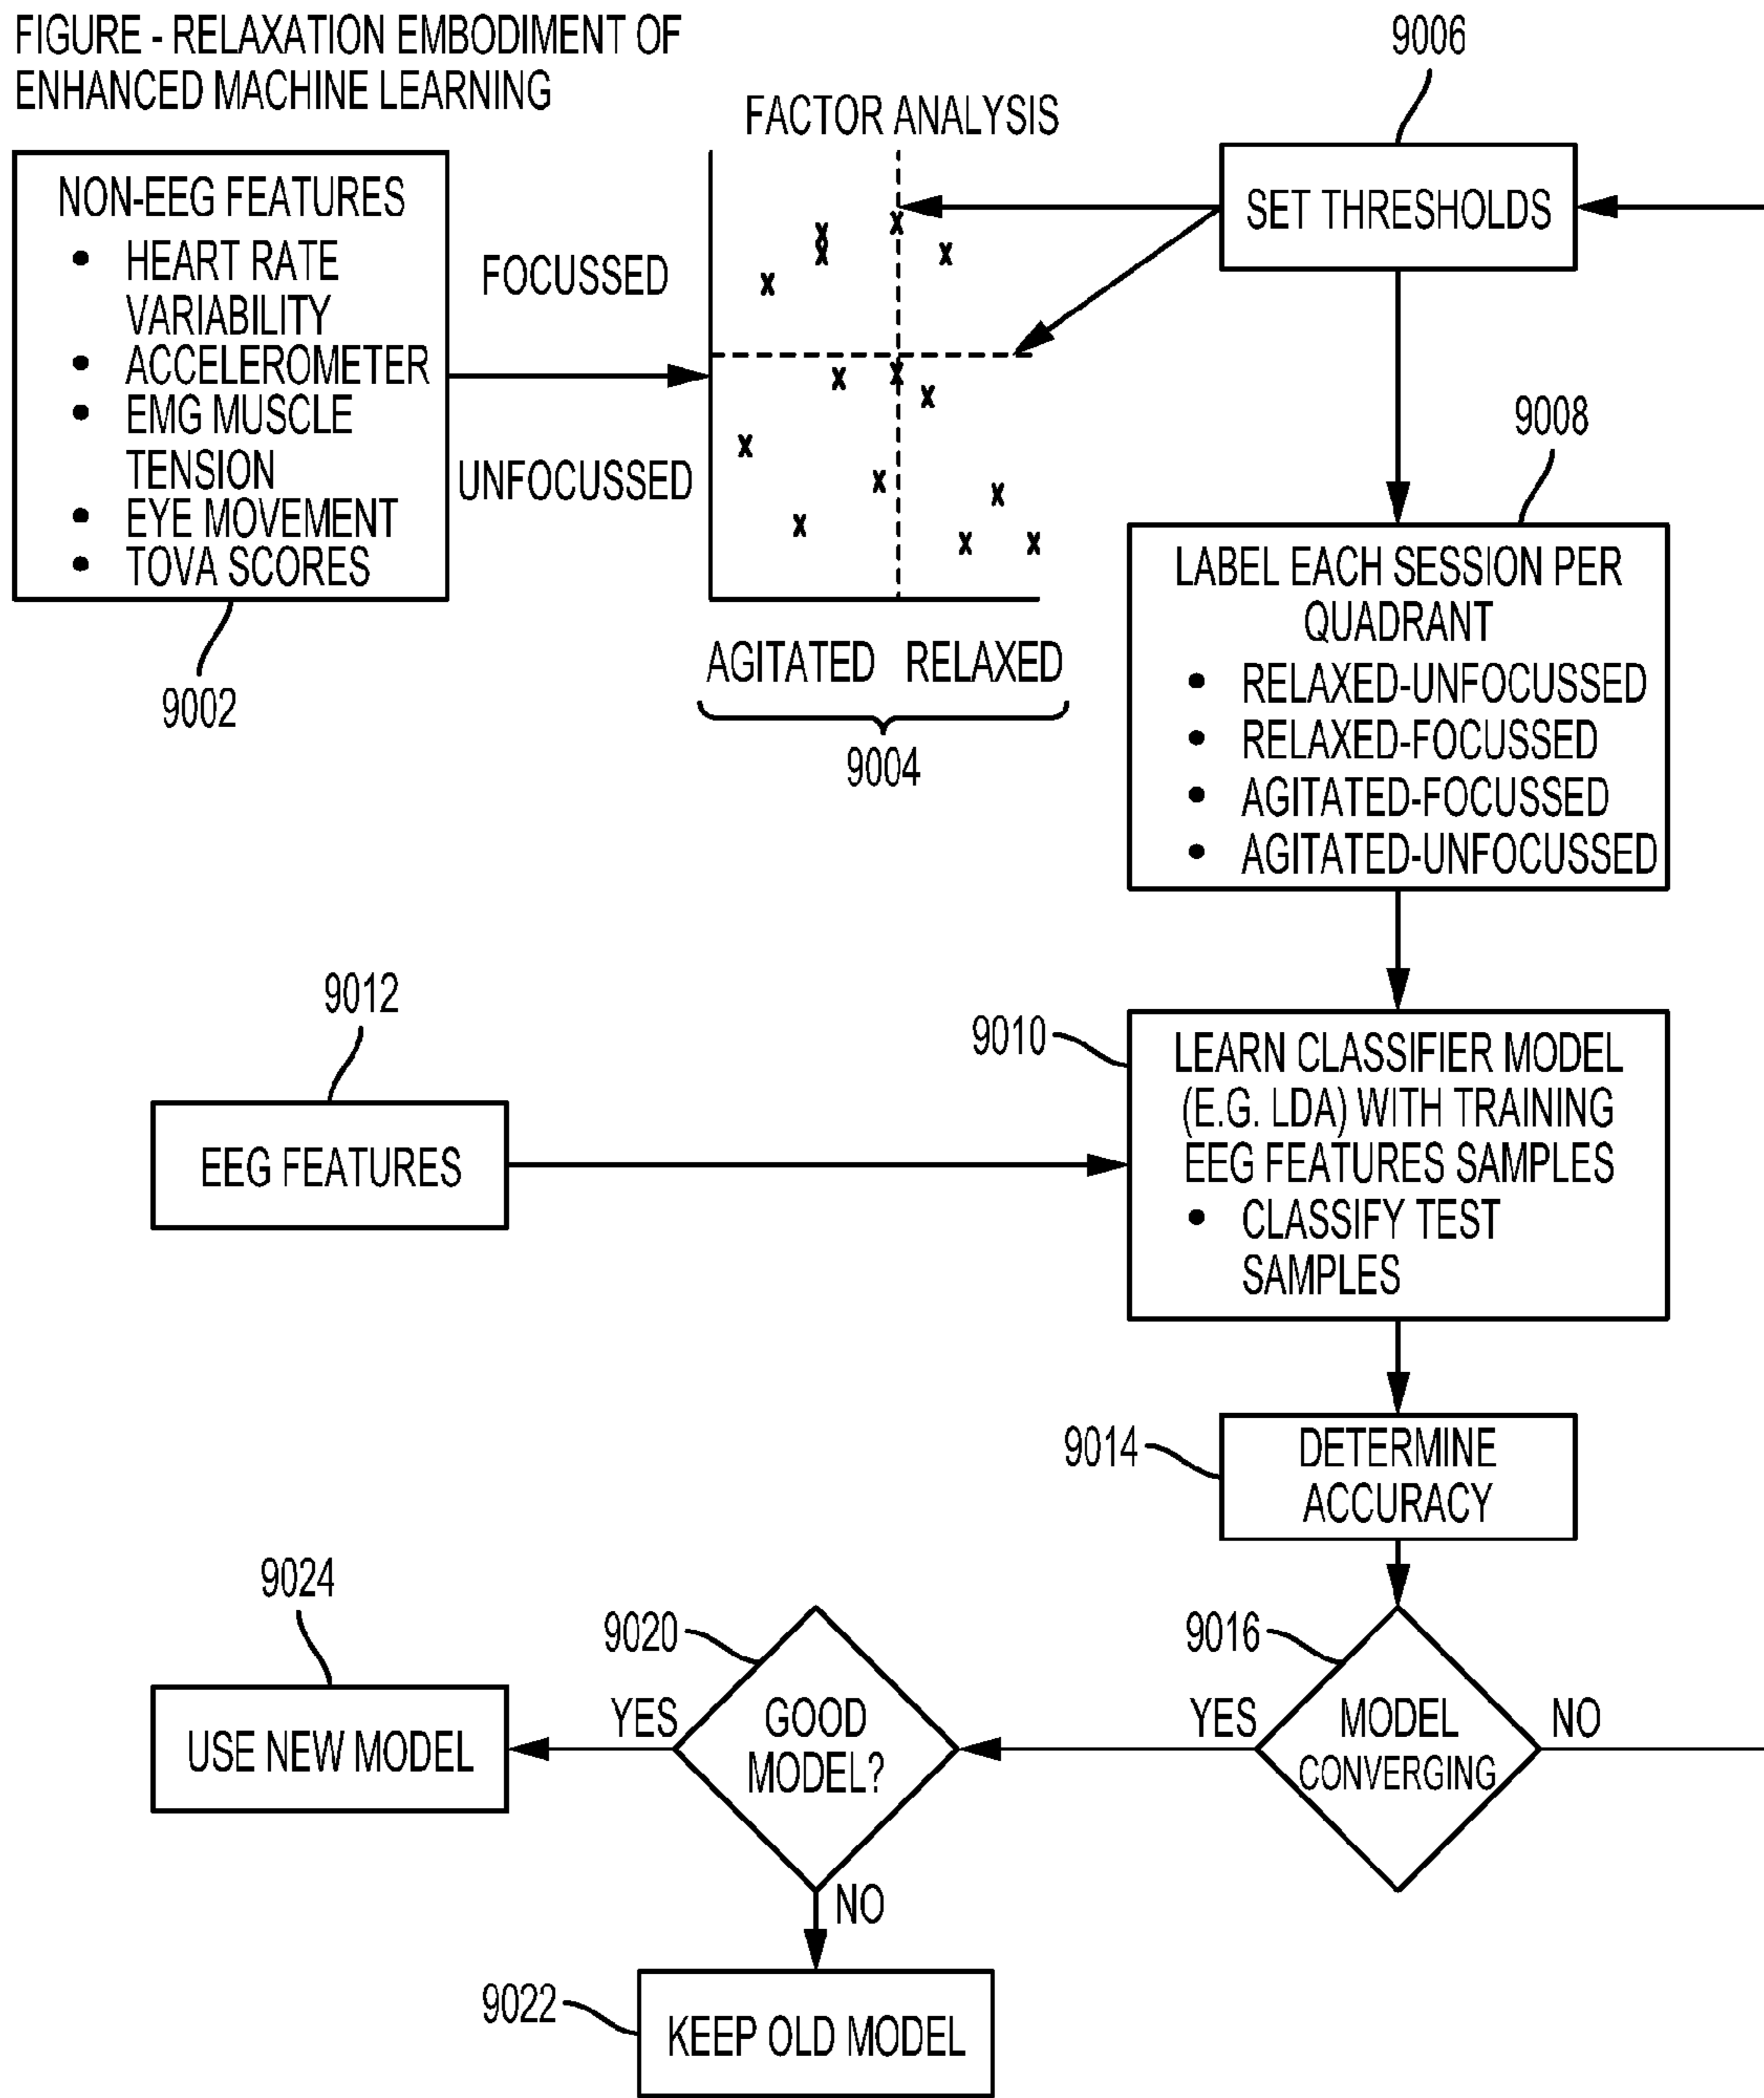 FIGURE - RELAXATION EMBODIMENT OF
ENHANCED MACHINE LEARNING
9006
FACTOR ANALYSIS
SET THRESHOLDS
NON-EEG FEATURES
• HEART RATE
VARIABILITY
• ACCELEROMETER
• EMG MUSCLE
TENSION
• EYE MOVEMENT
• TOVA SCORES
9002
FOCUSSED
UNFOCUSSED
AGITATED RELAXED
9004
9008
LABEL EACH SESSION PER
QUADRANT
• RELAXED-UNFOCUSSED
• RELAXED-FOCUSSED
• AGITATED-FOCUSSED
• AGITATED-UNFOCUSSED
9012
EEG FEATURES
9010
LEARN CLASSIFIER MODEL
(E.G. LDA) WITH TRAINING
EEG FEATURES SAMPLES
• CLASSIFY TEST
SAMPLES
9014
DETERMINE
ACCURACY
9024
USE NEW MODEL
9020
YES
GOOD
MODEL?
9016
YES
MODEL
CONVERGING
NO
NO
9022
KEEP OLD MODEL